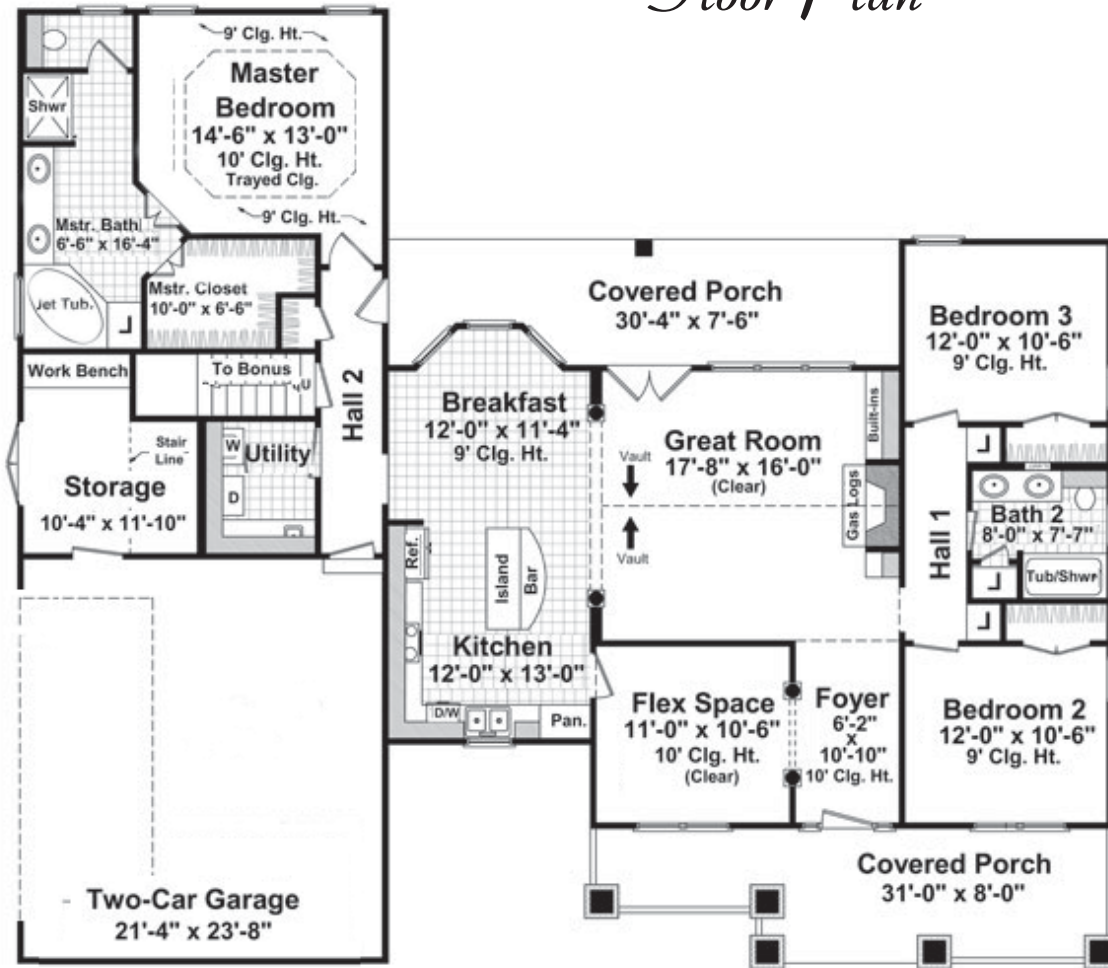 Floor Plan
9' Clg. Ht.
Master
Bedroom
14'-6" x 13'-0"
10' Clg. Ht.
Trayed Clg.
9' Clg. Ht.
Shwr
Mstr. Bath
6'-6" x 16'-4"
Jet Tub.
L
Mstr. Closet
10'-0" x 6'-6"
Covered Porch
30'-4" x 7'-6"
Bedroom 3
12'-0" x 10'-6"
9' Clg. Ht.
Work Bench
To Bonus
U
Hall 2
Breakfast
12'-0" x 11'-4"
9' Clg. Ht.
Great Room
17'-8" x 16'-0"
(Clear)
Vault
Vault
Built-ins
Gas Logs
Stair
Line
Storage
10'-4" x 11'-10"
W
Utility
D
Ref.
Island
Bar
Kitchen
12'-0" x 13'-0"
D/W
Pan.
Hall 1
L
Bath 2
8'-0" x 7'-7"
L
Tub/Shwr
L
Flex Space
11'-0" x 10'-6"
10' Clg. Ht.
(Clear)
Foyer
6'-2"
x
10'-10"
10' Clg. Ht.
Bedroom 2
12'-0" x 10'-6"
9' Clg. Ht.
Two-Car Garage
21'-4" x 23'-8"
Covered Porch
31'-0" x 8'-0"